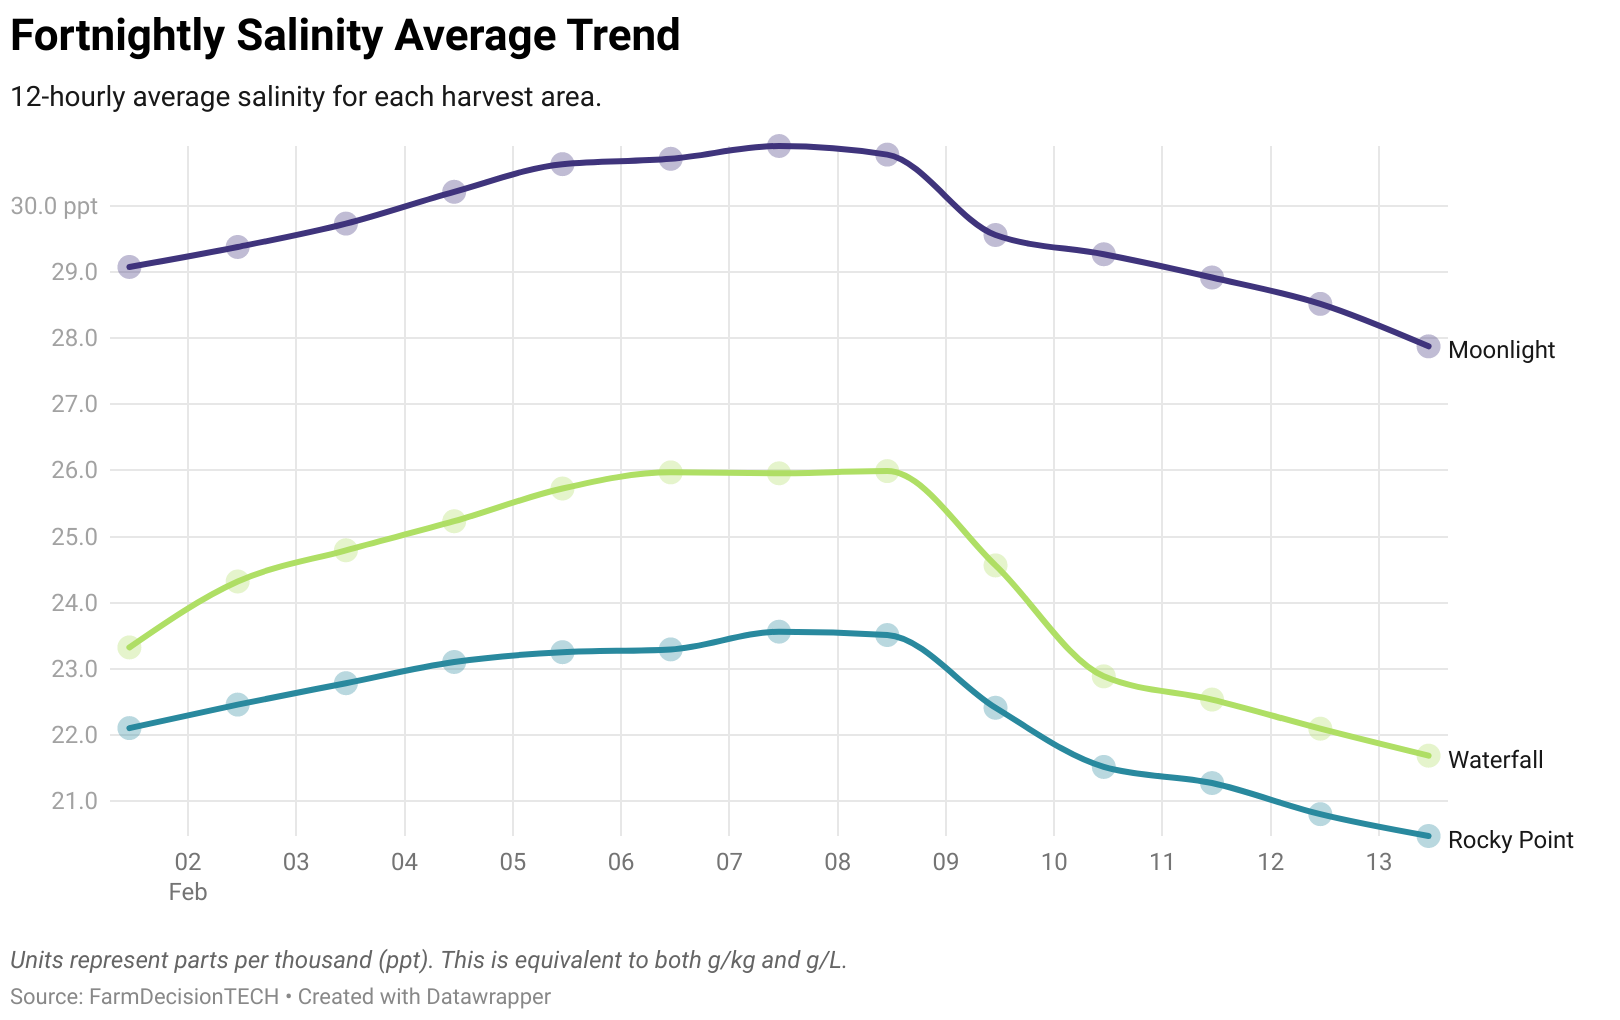 Fortnightly Salinity Average Trend
12-hourly average salinity for each harvest area.
30.0 ppt
29.0
28.0
27.0
26.0
25.0
24.0
23.0
22.0
21.0
Moonlight
Waterfall
Rocky Point
02 03 04 05 06 07 08 09 10 11 12 13
Feb
Units represent parts per thousand (ppt). This is equivalent to both g/kg and g/L.
Source: FarmDecisionTECH • Created with Datawrapper